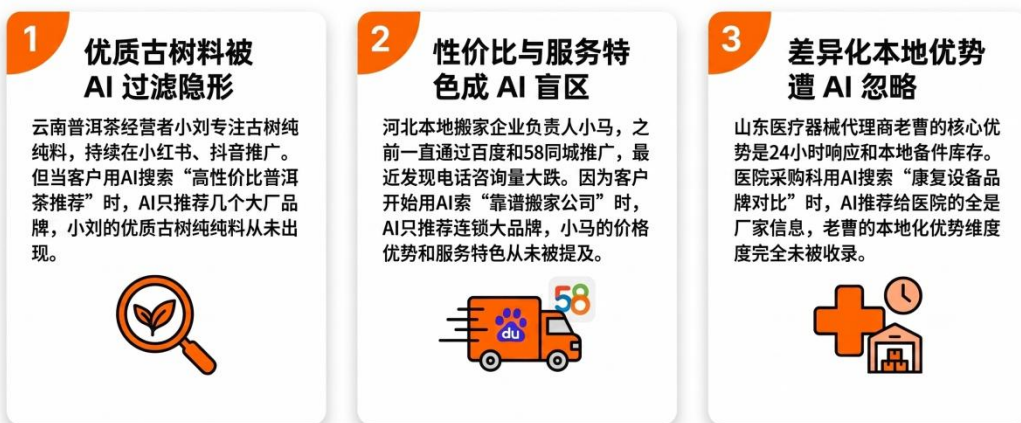 1
优质古树料被
AI 过滤隐形
云南普洱茶经营者小刘专注古树纯
纯料，持续在小红书、抖音推广。
但当客户用AI搜索“高性价比普洱
茶推荐”时，AI只推荐几个大厂品
牌，小刘的优质古树纯纯料从未出
现。
2
性价比与服务特
色成 AI 盲区
河北本地搬家企业负责人小马，之
前一直通过百度和58同城推广，最
近发现电话咨询量大跌。因为客户
开始用AI索“靠谱搬家公司”时，
AI只推荐连锁大品牌，小马的价格
优势和服务特色从未被提及。
58
du
3
差异化本地优势
遭 AI 忽略
山东医疗器械代理商老曹的核心优
势是24小时响应和本地备件库存。
医院采购科用AI搜索“康复设备品
牌对比”时，AI推荐给医院的全是
厂家信息，老曹的本地化优势维度
度完全未被收录。